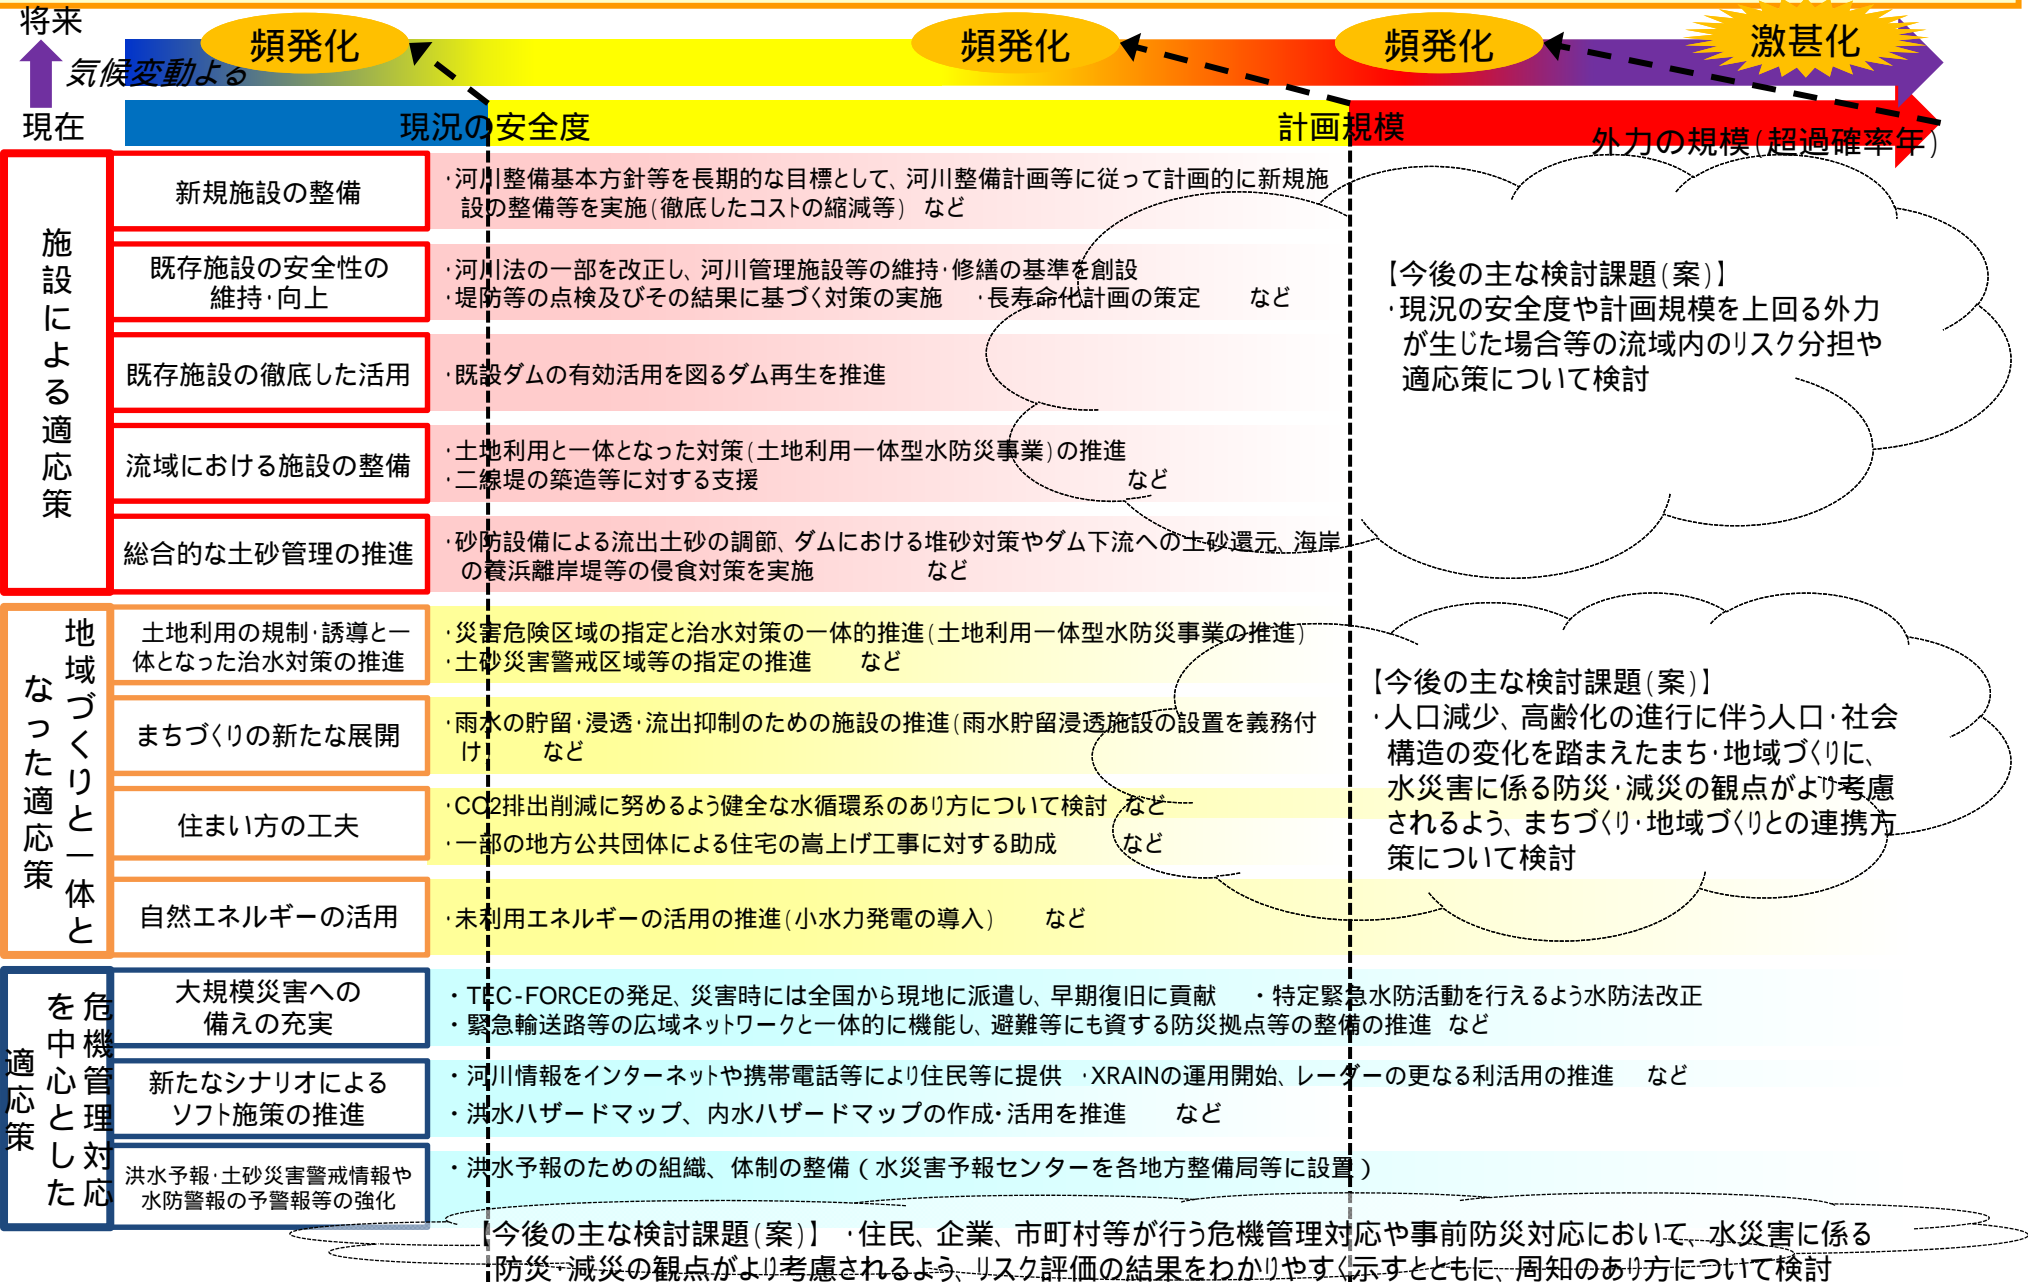 将来
頻発化
頻発化
頻発化
激甚化
気候変動よる
現在
現況の安全度
計画規模
外力の規模(超過確率年)
施設による適応策
新規施設の整備
･河川整備基本方針等を長期的な目標として、河川整備計画等に従って計画的に新規施
設の整備等を実施(徹底したコストの縮減等) など
既存施設の安全性の
維持･向上
･河川法の一部を改正し、河川管理施設等の維持･修繕の基準を創設
･堤防等の点検及びその結果に基づく対策の実施 ･長寿命化計画の策定 など
既存施設の徹底した活用
･既設ダムの有効活用を図るダム再生を推進
流域における施設の整備
･土地利用と一体となった対策(土地利用一体型水防災事業)の推進
･二線堤の築造等に対する支援 など
総合的な土砂管理の推進
･砂防設備による流出土砂の調節、ダムにおける堆砂対策やダム下流への土砂還元、海岸
の養浜離岸堤等の侵食対策を実施 など
【今後の主な検討課題(案)】
･現況の安全度や計画規模を上回る外力
が生じた場合等の流域内のリスク分担や
適応策について検討
地域づくりと一体と
なった適応策
土地利用の規制･誘導と一
体となった治水対策の推進
･災害危険区域の指定と治水対策の一体的推進(土地利用一体型水防災事業の推進)
･土砂災害警戒区域等の指定の推進 など
まちづくりの新たな展開
･雨水の貯留･浸透･流出抑制のための施設の推進(雨水貯留浸透施設の設置を義務付
け) など
住まい方の工夫
･CO2排出削減に努めるよう健全な水循環系のあり方について検討 など
･一部の地方公共団体による住宅の嵩上げ工事に対する助成 など
自然エネルギーの活用
･未利用エネルギーの活用の推進(小水力発電の導入) など
【今後の主な検討課題(案)】
･人口減少、高齢化の進行に伴う人口･社会
構造の変化を踏まえたまち･地域づくりに、
水災害に係る防災･減災の観点がより考慮
されるよう、まちづくり･地域づくりとの連携方
策について検討
危機管理対応
を中心とした
適応策
大規模災害への
備えの充実
・TEC-FORCEの発足、災害時には全国から現地に派遣し、早期復旧に貢献 ・特定緊急水防活動を行えるよう水防法改正
・緊急輸送路等の広域ネットワークと一体的に機能し、避難等にも資する防災拠点等の整備の推進 など
新たなシナリオによる
ソフト施策の推進
・河川情報をインターネットや携帯電話等により住民等に提供 ･XRAINの運用開始、レーダーの更なる利活用の推進 など
・洪水ハザードマップ、内水ハザードマップの作成･活用を推進 など
洪水予報･土砂災害警戒情報や
水防警報の予警報等の強化
・洪水予報のための組織、体制の整備（水災害予報センターを各地方整備局等に設置）
【今後の主な検討課題(案)】 ･住民、企業、市町村等が行う危機管理対応や事前防災対応において、水災害に係る
防災･減災の観点がより考慮されるよう、リスク評価の結果をわかりやすく示すとともに、周知のあり方について検討